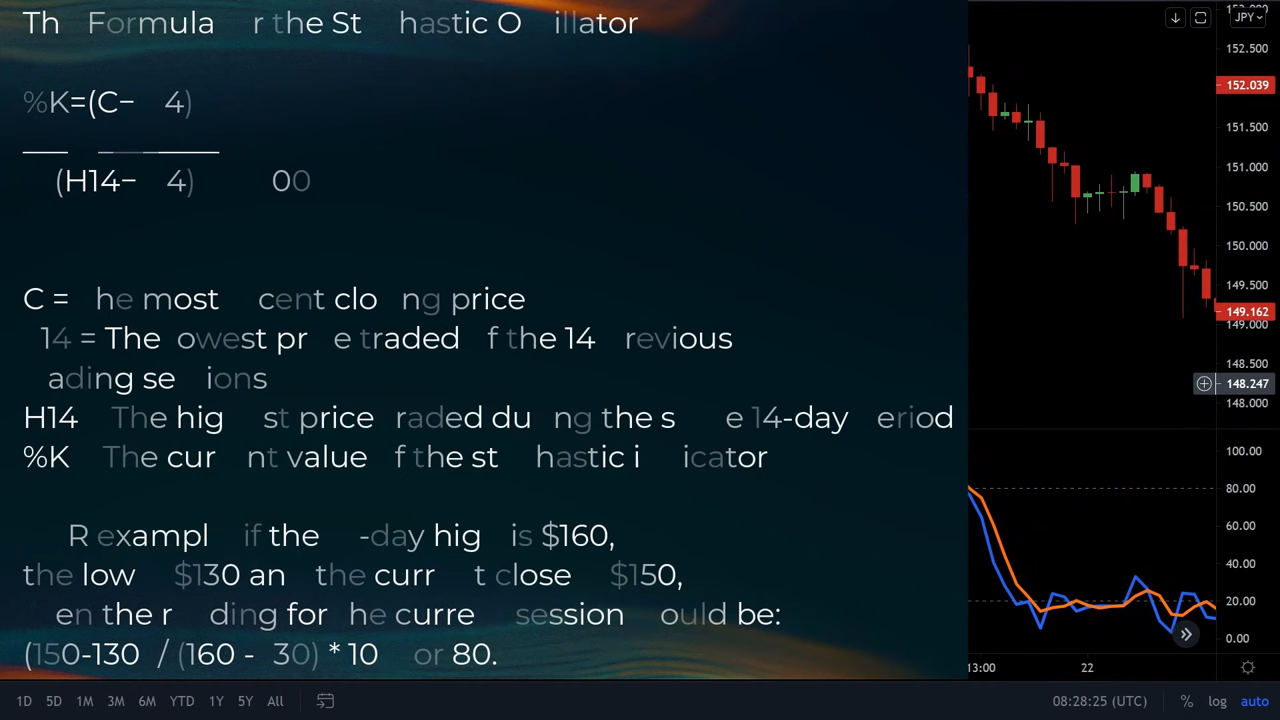 Th Formula r the St hastic O illator
%K=(C− 4)
(H14− 4) 00
C = he most cent clo ng price
14 = The owest pr e traded f the 14 revious
ading se ions
H14 The hig st price raded du ng the s e 14-day eriod
%K The cur nt value f the st hastic i icator
R exampl if the -day hig is $160,
the low $130 an the curr t close $150,
en the r ding for he curre session ould be:
(150-130 / (160 - 30) * 10 or 80.
JPY
152.500
152.039
151.500
151.000
150.500
150.000
149.500
149.162
149.000
148.500
148.247
148.000
100.00
80.00
60.00
40.00
20.00
0.00
13:00 22
1D 5D 1M 3M 6M YTD 1Y 5Y All 08:28:25 (UTC) % log auto